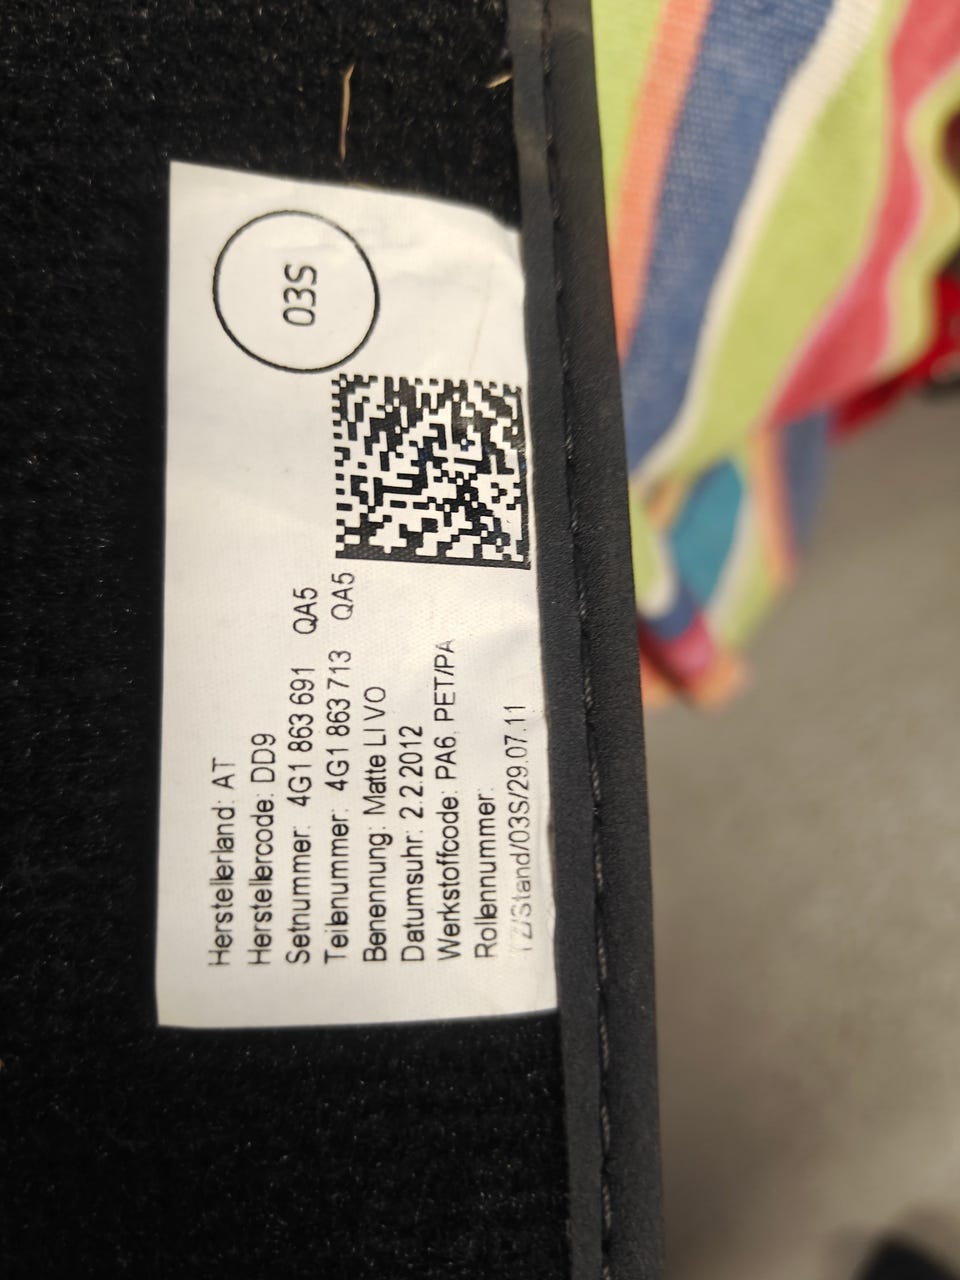 Herstellerland: AT
Herstellercode: DD9
Setnummer: 4G1 863 691 QA5
Teilenummer: 4G1 863 713 QA5
Benennung: Matte LI VO
Datumsuhr: 2.2.2012
Werkstoffcode: PA6, PET/PA
Rollennummer:
TZ/Stand/03S/29.07.11
03S